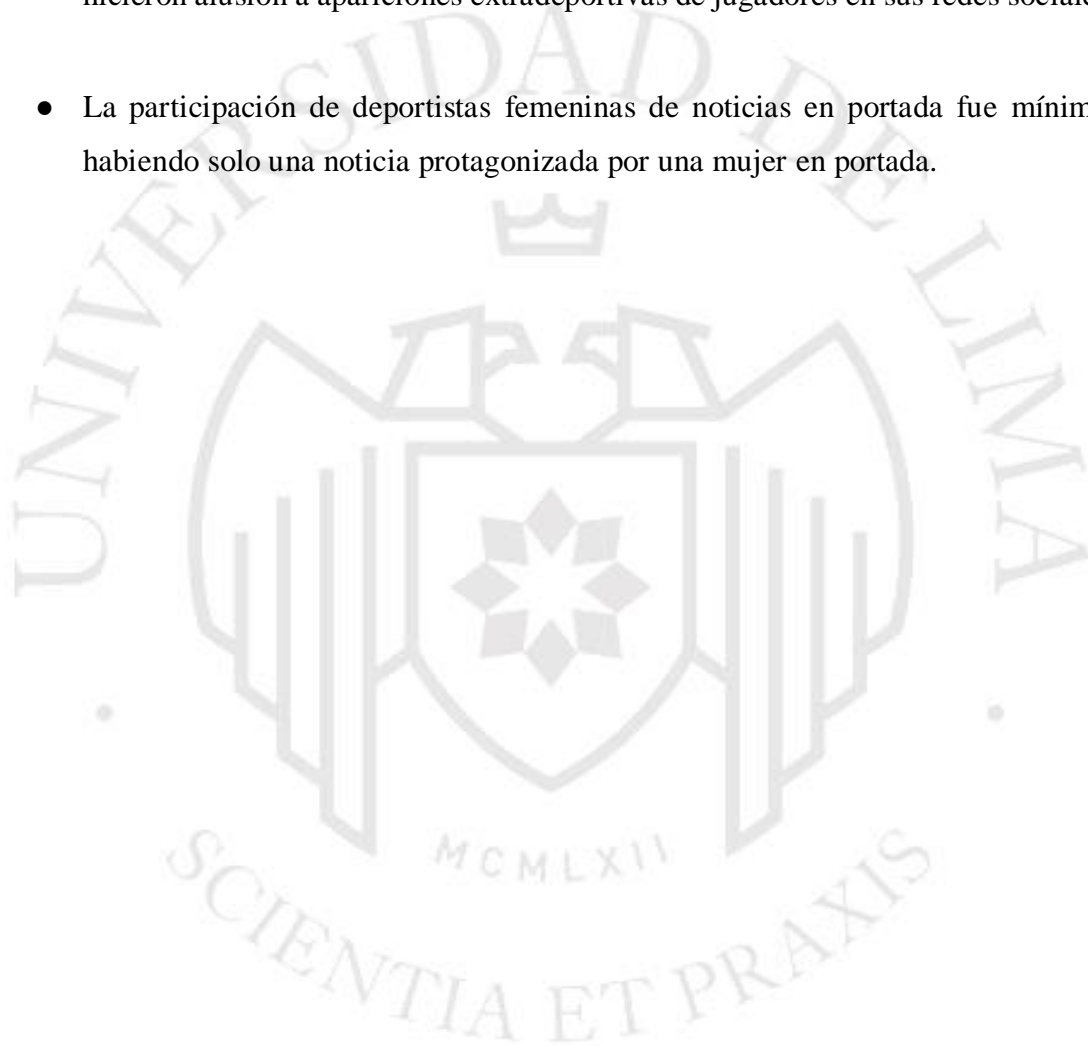 hicieron alusión a apariciones extradeportivas de jugadores en sus redes
● La participación de deportistas femeninas de noticias en portada fue
habiendo solo una noticia protagonizada por una mujer en portada.
UNIVERSIDAD DE LIMA
MCMLXII
SCIENTIA ET PRAXIS